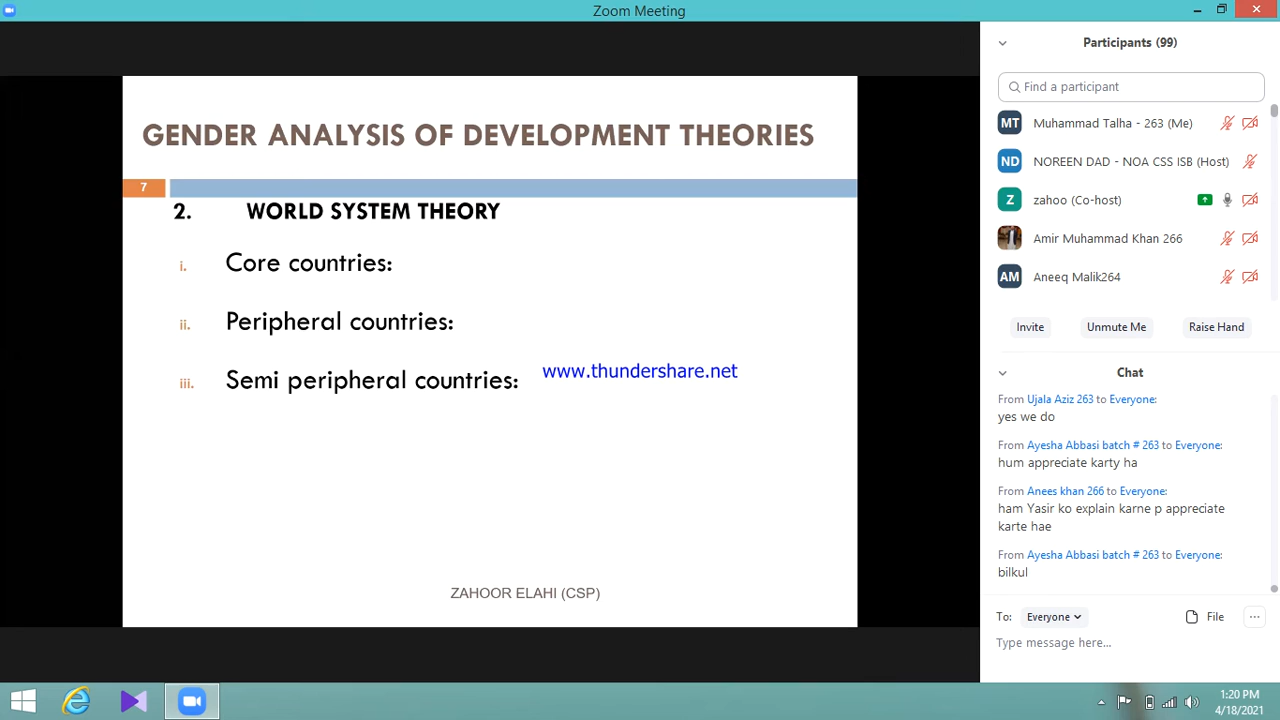 Zoom Meeting
GENDER ANALYSIS OF DEVELOPMENT THEORIES
7
2. WORLD SYSTEM THEORY
i. Core countries:
ii. Peripheral countries:
iii. Semi peripheral countries:
www.thundershare.net
ZAHOOR ELAHI (CSP)
Participants (99)
Find a participant
MT Muhammad Talha - 263 (Me)
ND NOREEN DAD - NOA CSS ISB (Host)
Z zahoo (Co-host)
Amir Muhammad Khan 266
AM Aneeq Malik264
Invite Unmute Me Raise Hand
Chat
From Ujala Aziz 263 to Everyone:
yes we do
From Ayesha Abbasi batch # 263 to Everyone:
hum appreciate karty ha
From Anees khan 266 to Everyone:
ham Yasir ko explain karne p appreciate
karte hae
From Ayesha Abbasi batch # 263 to Everyone:
bilkul
To: Everyone File ...
Type message here...
1:20 PM
4/18/2021